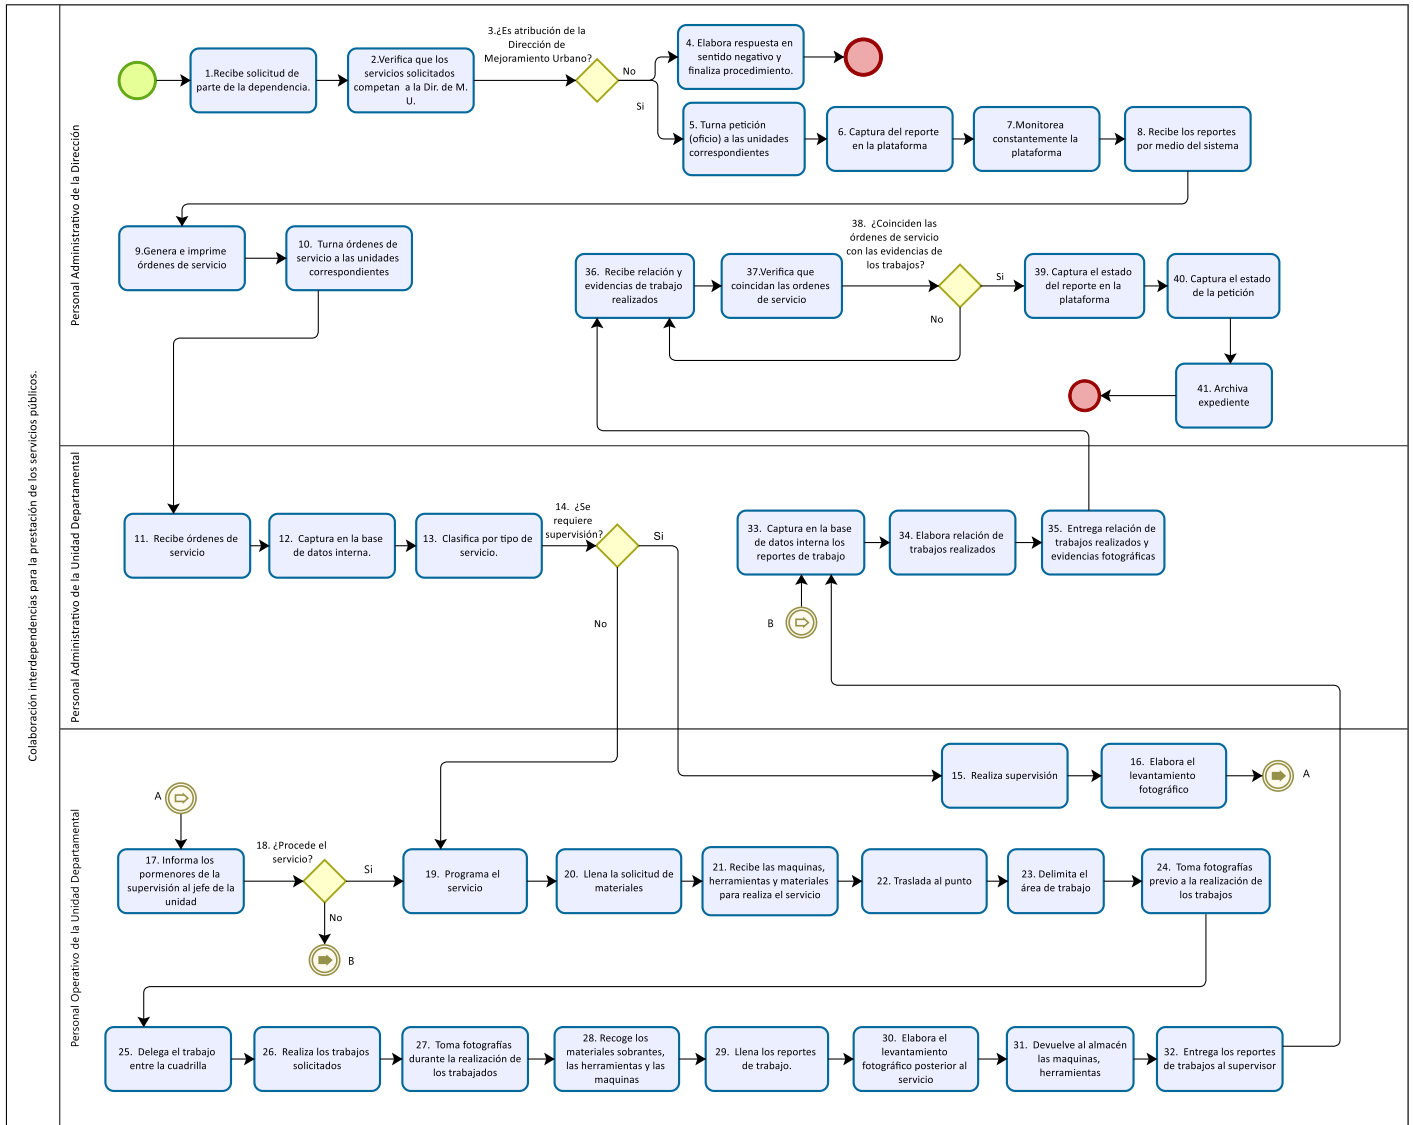 Colaboración interdependencias para la prestación de los servicios públicos.
Personal Administrativo de la Dirección
3.¿Es atribución de la
Dirección de
Mejoramiento Urbano?
1.Recibe solicitud de
parte de la dependencia.
2.Verifica que los
servicios solicitados
competan a la Dir. de M.
U.
No
Si
4. Elabora respuesta en
sentido negativo y
finaliza procedimiento.
5. Turna petición
(oficio) a las unidades
correspondientes
6. Captura del reporte
en la plataforma
7.Monitorea
constantemente la
plataforma
8. Recibe los reportes
por medio del sistema
9.Genera e imprime
órdenes de servicio
10. Turna órdenes de
servicio a las unidades
correspondientes
36. Recibe relación y
evidencias de trabajo
realizados
37.Verifica que
coincidan las ordenes
de servicio
38. ¿Coinciden las
órdenes de servicio
con las evidencias de
los trabajos?
Si
No
39. Captura el estado
del reporte en la
plataforma
40. Captura el estado
de la petición
41. Archiva
expediente
Personal Administrativo de la Unidad Departamental
11. Recibe órdenes de
servicio
12. Captura en la base
de datos interna.
13. Clasifica por tipo de
servicio.
14. ¿Se
requiere
supervisión?
Si
No
33. Captura en la base
de datos interna los
reportes de trabajo
34. Elabora relación de
trabajos realizados
35. Entrega relación de
trabajos realizados y
evidencias fotográficas
B
Personal Operativo de la Unidad Departamental
15. Realiza supervisión
16. Elabora el
levantamiento
fotográfico
A
A
17. Informa los
pormenores de la
supervisión al jefe de la
unidad
18. ¿Procede el
servicio?
Si
No
B
19. Programa el
servicio
20. Llena la solicitud de
materiales
21. Recibe las maquinas,
herramientas y materiales
para realiza el servicio
22. Traslada al punto
23. Delimita el
área de trabajo
24. Toma fotografías
previo a la realización de
los trabajos
25. Delega el trabajo
entre la cuadrilla
26. Realiza los trabajos
solicitados
27. Toma fotografías
durante la realización de
los trabajados
28. Recoge los
materiales sobrantes,
las herramientas y las
maquinas
29. Llena los reportes
de trabajo.
30. Elabora el
levantamiento
fotográfico posterior al
servicio
31. Devuelve al almacén
las maquinas,
herramientas
32. Entrega los reportes
de trabajos al supervisor